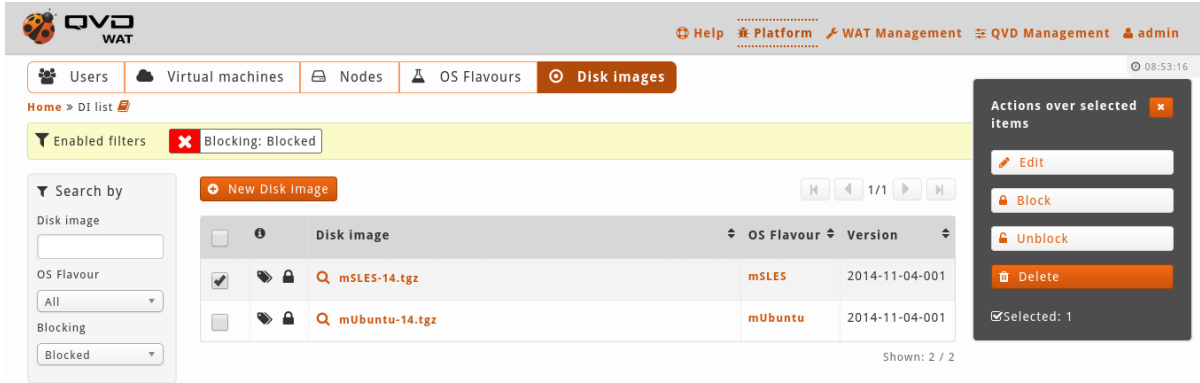 QVD
WAT
Help Platform WAT Management QVD Management admin
Users Virtual machines Nodes OS Flavours Disk images
08:53:16
Home » DI list
Enabled filters Blocking: Blocked
Actions over selected
items
Edit
Block
Unblock
Delete
Selected: 1
Search by
Disk image
OS Flavour
All
Blocking
Blocked
New Disk image
1/1
Disk image OS Flavour Version
mSLES-14.tgz mSLES 2014-11-04-001
mUbuntu-14.tgz mUbuntu 2014-11-04-001
Shown: 2 / 2